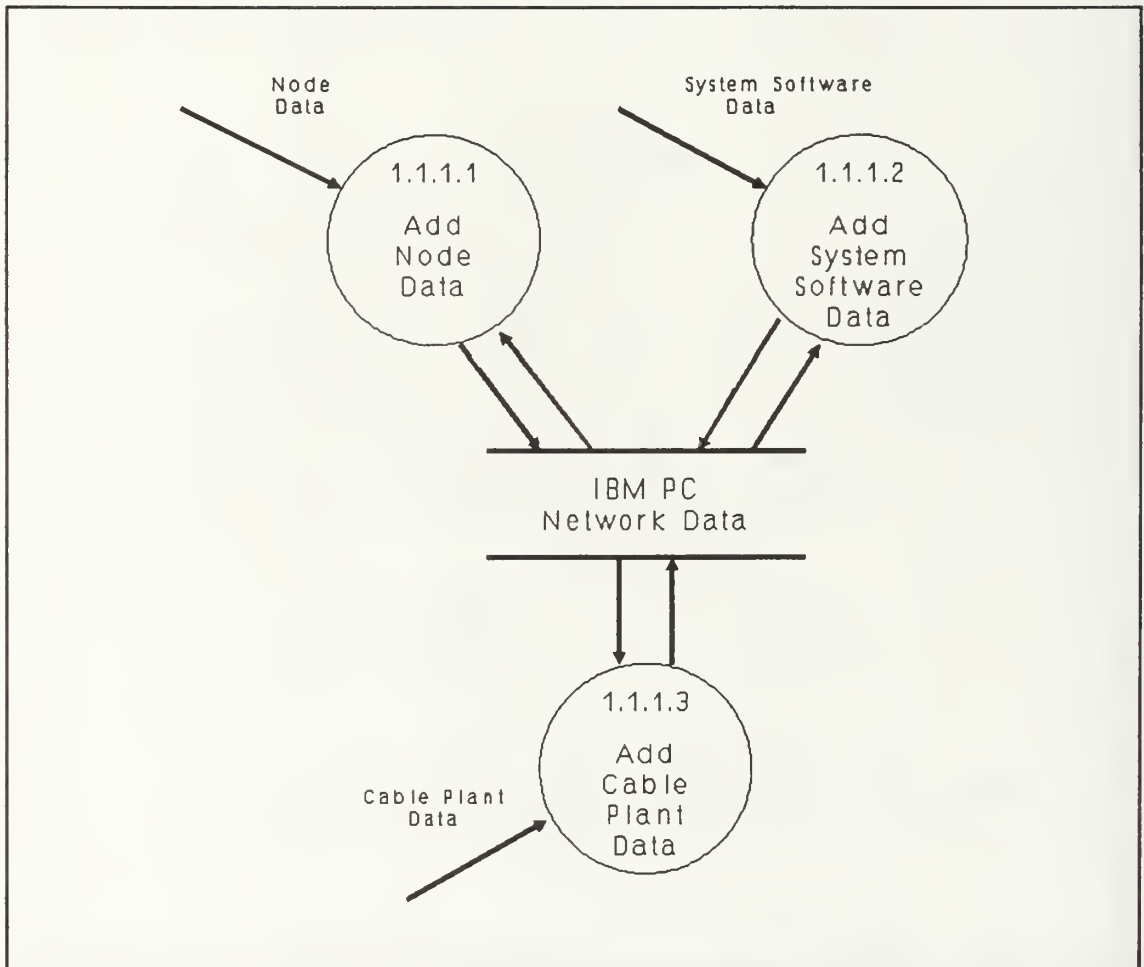 Node
Data
System Software
Data
1.1.1.1
Add
Node
Data
1.1.1.2
Add
System
Software
Data
IBM PC
Network Data
1.1.1.3
Add
Cable
Plant
Data
Cable Plant
Data